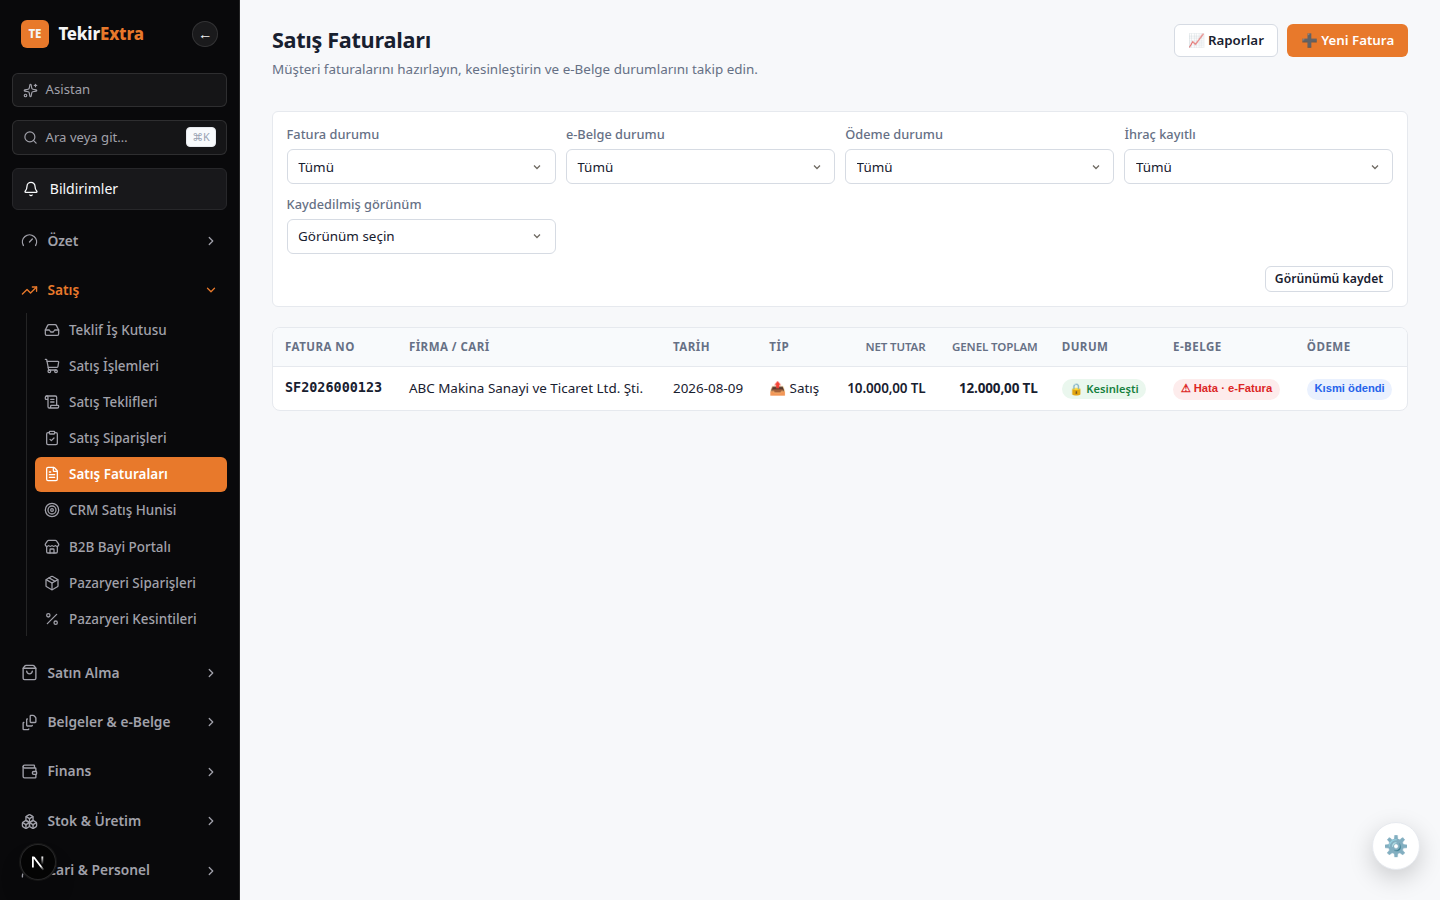 TE TekirExtra ←
Asistan
Ara veya git... ⌘K
Bildirimler
Özet
Satış
Teklif İş Kutusu
Satış İşlemleri
Satış Teklifleri
Satış Siparişleri
Satış Faturaları
CRM Satış Hunisi
B2B Bayi Portalı
Pazaryeri Siparişleri
Pazaryeri Kesintileri
Satın Alma
Belgeler & e-Belge
Finans
Stok & Üretim
N
ari & Personel
Satış Faturaları
Müşteri faturalarını hazırlayın, kesinleştirin ve e-Belge durumlarını takip edin.
📈 Raporlar ➕ Yeni Fatura
Fatura durumu e-Belge durumu Ödeme durumu İhraç kayıtlı
Tümü Tümü Tümü Tümü
Kaydedilmiş görünüm
Görünüm seçin
Görünümü kaydet
FATURA NO FİRMA / CARİ TARİH TİP NET TUTAR GENEL TOPLAM DURUM E-BELGE ÖDEME
SF2026000123 ABC Makina Sanayi ve Ticaret Ltd. Şti. 2026-08-09 📤 Satış 10.000,00 TL 12.000,00 TL 🔒 Kesinleşti ⚠ Hata · e-Fatura Kısmi ödendi